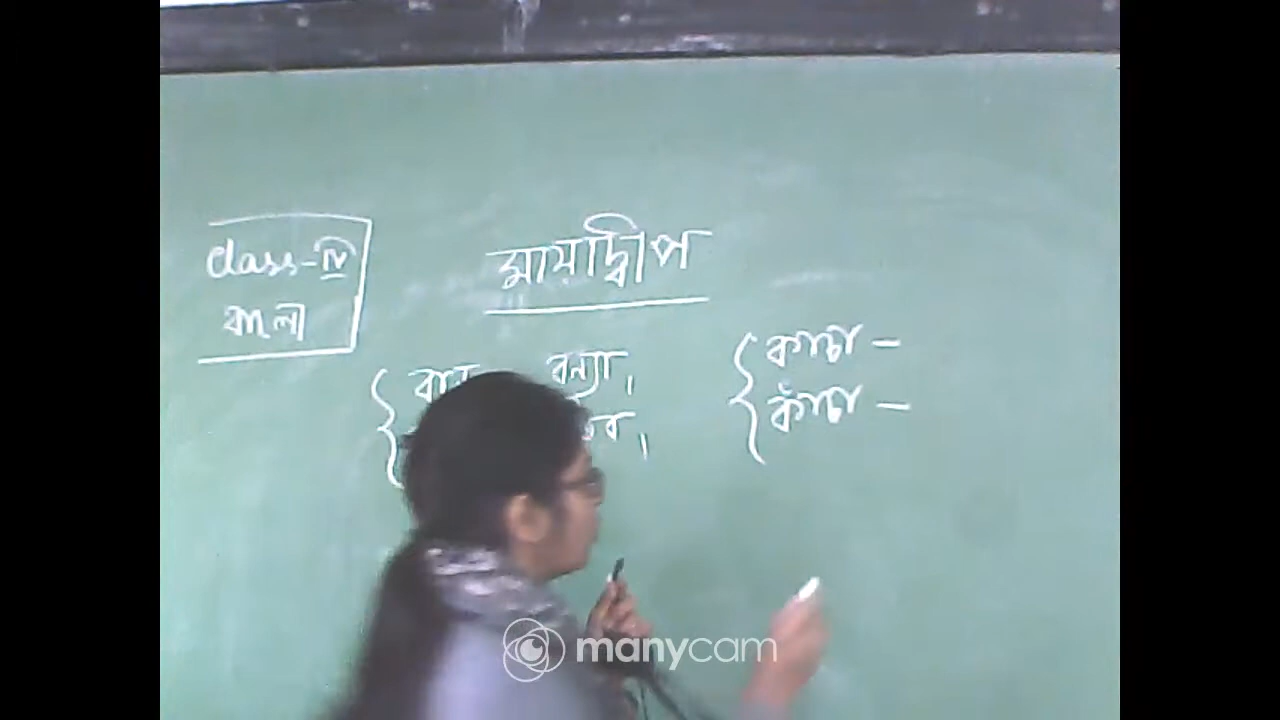 Class-IV
বাংলা
মায়াদ্বীপ
বান বন্যা,
কাচা -
কাঁচা -
manycam